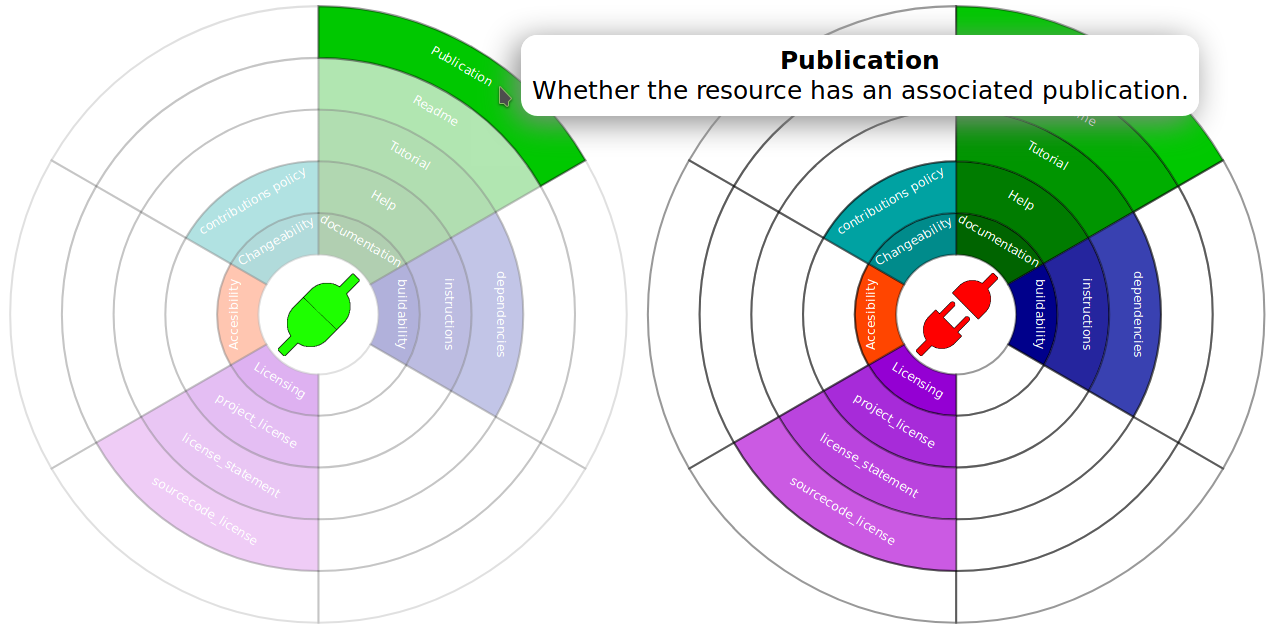 Publication
Readme
Tutorial
Help
documentation
contributions policy
Changeability
Accesibility
buildability
instructions
dependencies
Licensing
project_license
license_statement
sourcecode_license
Publication
Whether the resource has an associated publication.
Tutorial
Help
documentation
contributions policy
Changeability
Accesibility
buildability
instructions
dependencies
Licensing
project_license
license_statement
sourcecode_license